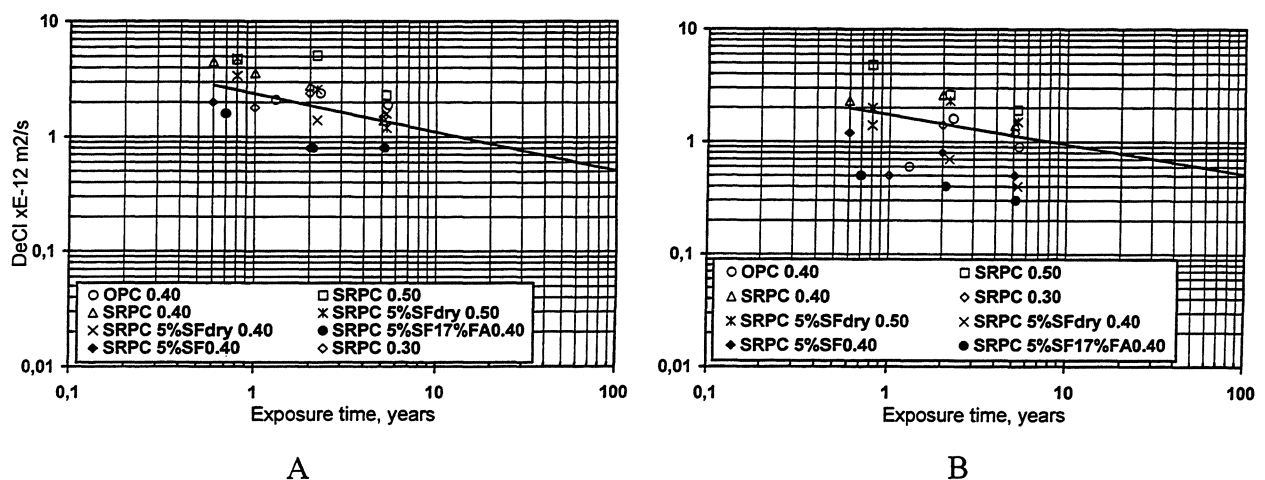 10
1
0,1
0,01
DeCl xE-12 m2/s
OPC 0.40
SRPC 0.50
SRPC 0.40
SRPC 5%SFdry 0.50
SRPC 5%SFdry 0.40
SRPC 5%SF17%FA0.40
SRPC 5%SF0.40
SRPC 0.30
0,1 1 10 100
Exposure time, years
A
10
1
0,1
0,01
OPC 0.40
SRPC 0.50
SRPC 0.40
SRPC 0.30
SRPC 5%SFdry 0.50
SRPC 5%SFdry 0.40
SRPC 5%SF0.40
SRPC 5%SF17%FA0.40
0,1 1 10 100
Exposure time, years
B